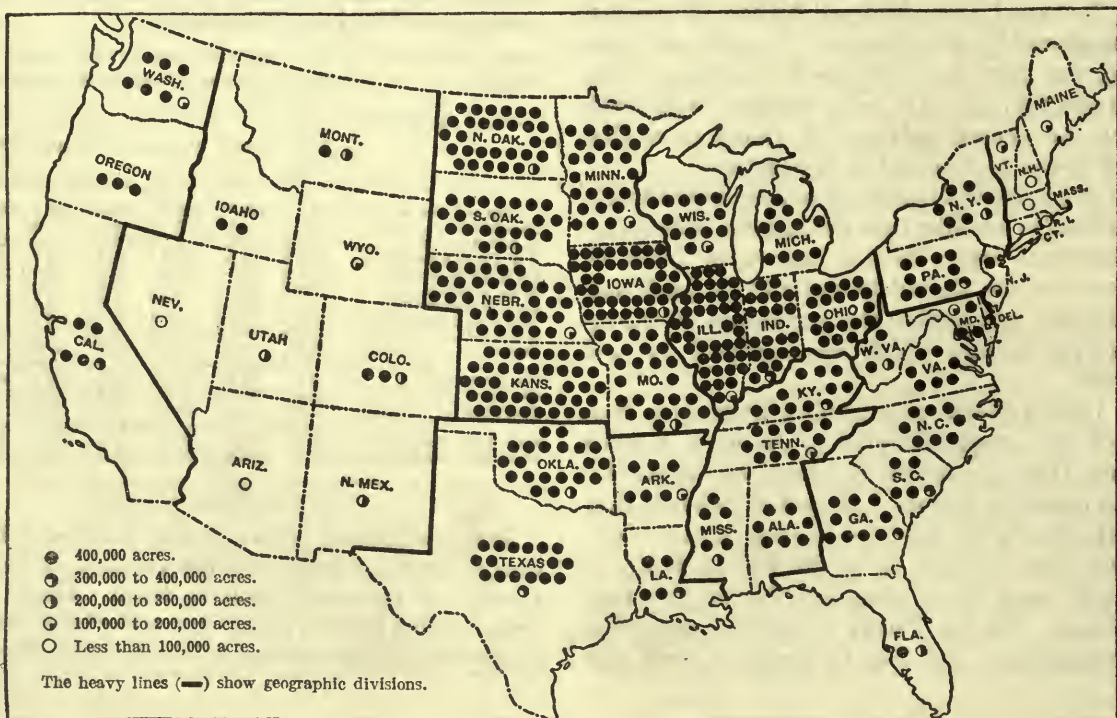 WASH.
MONT.
N. DAK.
MINN.
MAINE
VT.
N.H.
OREGON
IOAHO
S. OAK.
WIS.
MICH.
N. Y.
MASS.
R. I.
CT.
WYO.
IOWA
PA.
N. J.
NEV.
NEBR.
ILL.
IND.
OHIO
MD.
DEL.
CAL.
UTAH
COLO.
KANS.
MO.
W. VA.
VA.
KY.
ARIZ.
N. MEX.
OKLA.
ARK.
TENN.
N. C.
S. C.
TEXAS
LA.
MISS.
ALA.
GA.
FLA.
400,000 acres.
300,000 to 400,000 acres.
200,000 to 300,000 acres.
100,000 to 200,000 acres.
Less than 100,000 acres.
The heavy lines (▬) show geographic divisions.